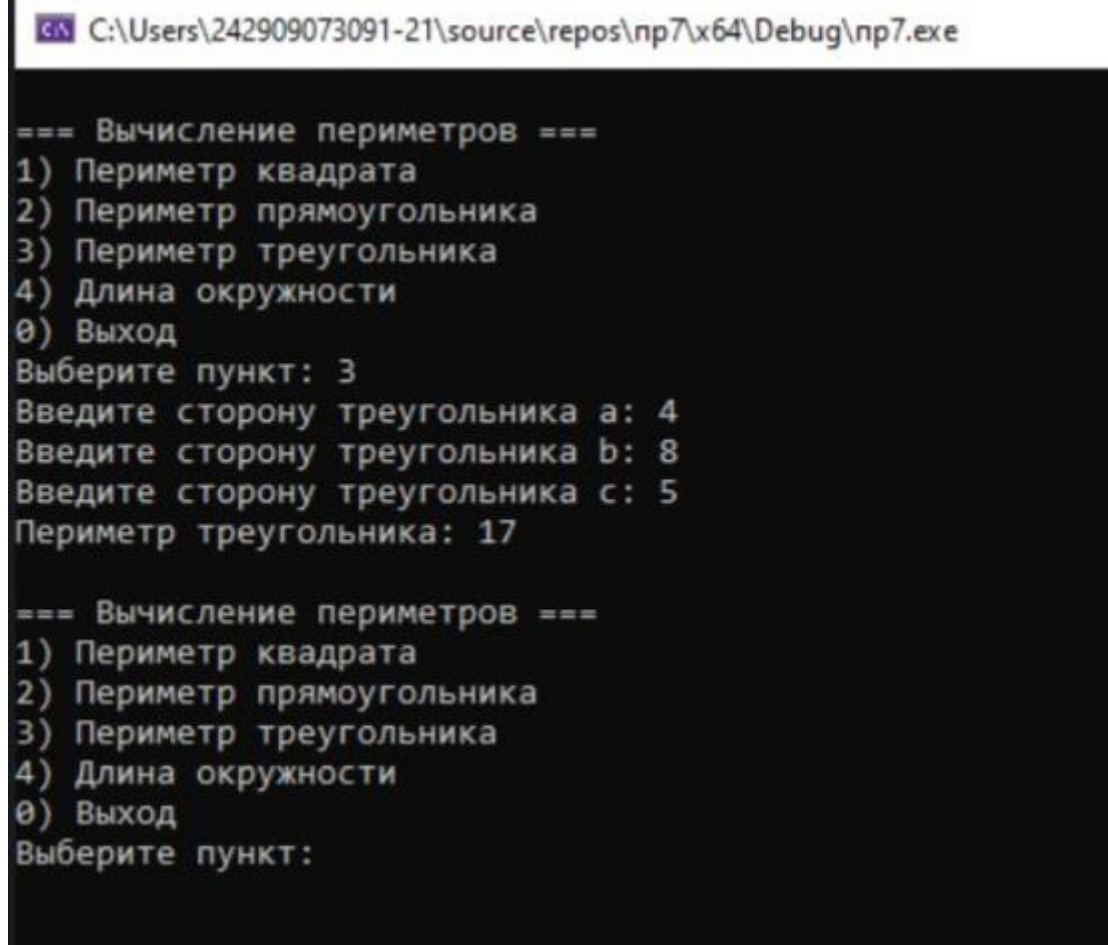 C:\Users\242909073091-21\source\repos\пр7\x64\Debug\пр7.exe
=== Вычисление периметров ===
1) Периметр квадрата
2) Периметр прямоугольника
3) Периметр треугольника
4) Длина окружности
0) Выход
Выберите пункт: 3
Введите сторону треугольника a: 4
Введите сторону треугольника b: 8
Введите сторону треугольника c: 5
Периметр треугольника: 17
=== Вычисление периметров ===
1) Периметр квадрата
2) Периметр прямоугольника
3) Периметр треугольника
4) Длина окружности
0) Выход
Выберите пункт: